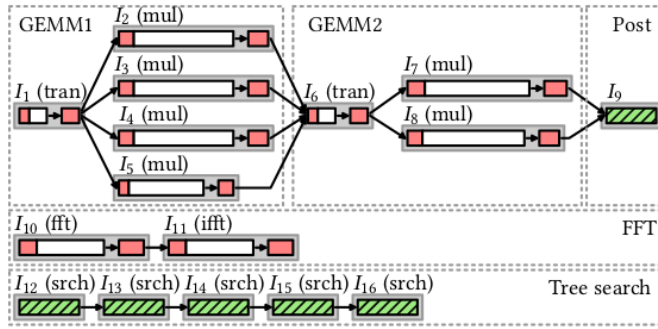 GEMM1
GEMM2
Post
I2 (mul)
I3 (mul)
I7 (mul)
I1 (tran)
I4 (mul)
I6 (tran)
I8 (mul)
I9
I5 (mul)
I10 (fft)
I11 (ifft)
FFT
I12 (srch)
I13 (srch)
I14 (srch)
I15 (srch)
I16 (srch)
Tree search